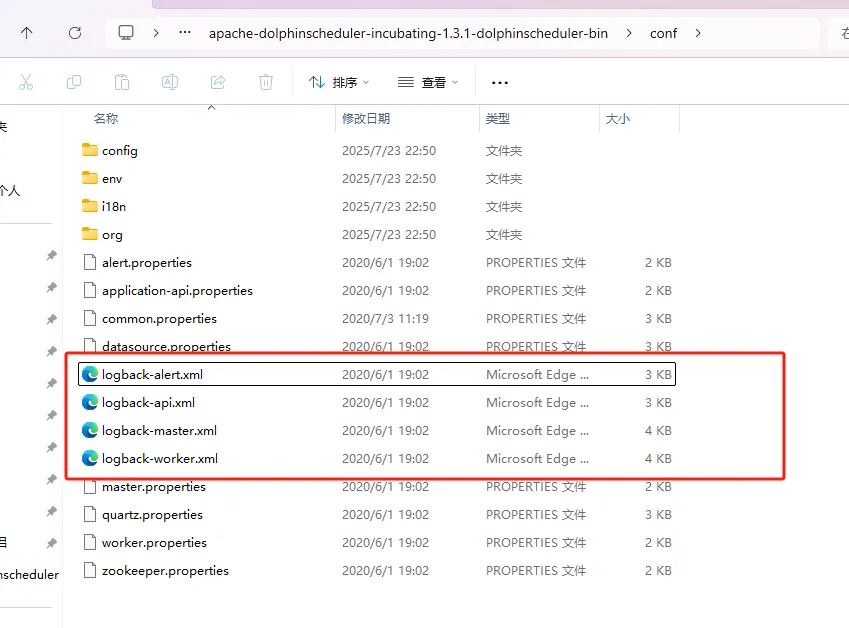 … apache-dolphinscheduler-incubating-1.3.1-dolphinscheduler-bin > conf > 在
排序 查看 …
名称 修改日期 类型 大小
config 2025/7/23 22:50 文件夹
env 2025/7/23 22:50 文件夹
个人
i18n 2025/7/23 22:50 文件夹
org 2025/7/23 22:50 文件夹
alert.properties 2020/6/1 19:02 PROPERTIES 文件 2 KB
application-api.properties 2020/6/1 19:02 PROPERTIES 文件 2 KB
common.properties 2020/7/3 11:19 PROPERTIES 文件 3 KB
datasource.properties 2020/6/1 19:02 PROPERTIES 文件 3 KB
logback-alert.xml 2020/6/1 19:02 Microsoft Edge ... 3 KB
logback-api.xml 2020/6/1 19:02 Microsoft Edge ... 3 KB
logback-master.xml 2020/6/1 19:02 Microsoft Edge ... 4 KB
logback-worker.xml 2020/6/1 19:02 Microsoft Edge ... 4 KB
master.properties 2020/6/1 19:02 PROPERTIES 文件 2 KB
quartz.properties 2020/6/1 19:02 PROPERTIES 文件 3 KB
worker.properties 2020/6/1 19:02 PROPERTIES 文件 2 KB
zookeeper.properties 2020/6/1 19:02 PROPERTIES 文件 2 KB
nscheduler